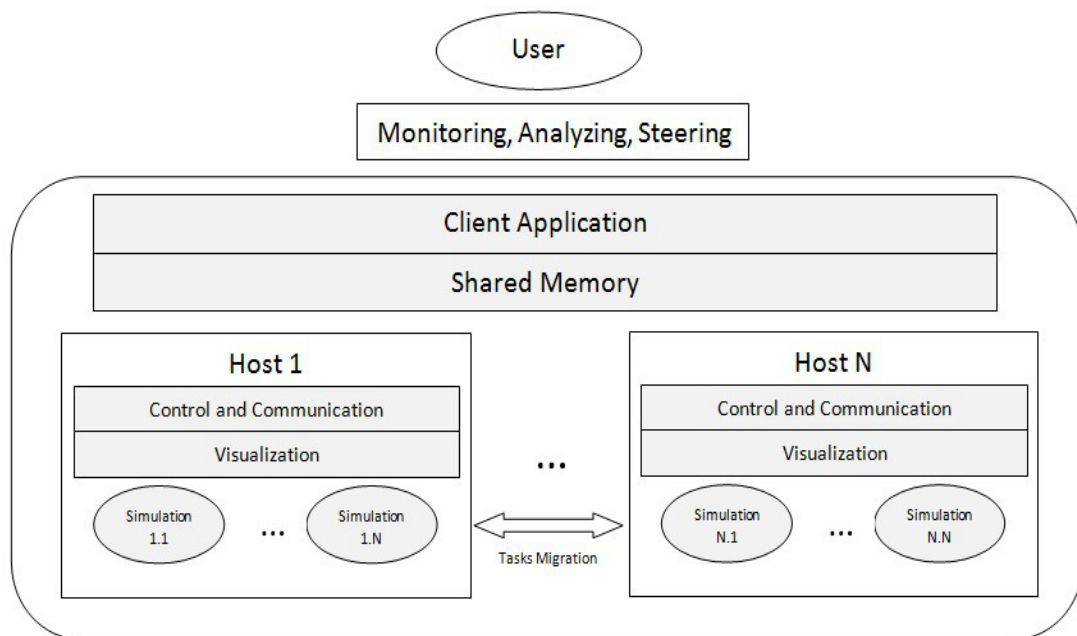 User
Monitoring, Analyzing, Steering
Client Application
Shared Memory
Host 1
Control and Communication
Visualization
Simulation
1.1
...
Simulation
1.N
...
Tasks Migration
Host N
Control and Communication
Visualization
Simulation
N.1
...
Simulation
N.N